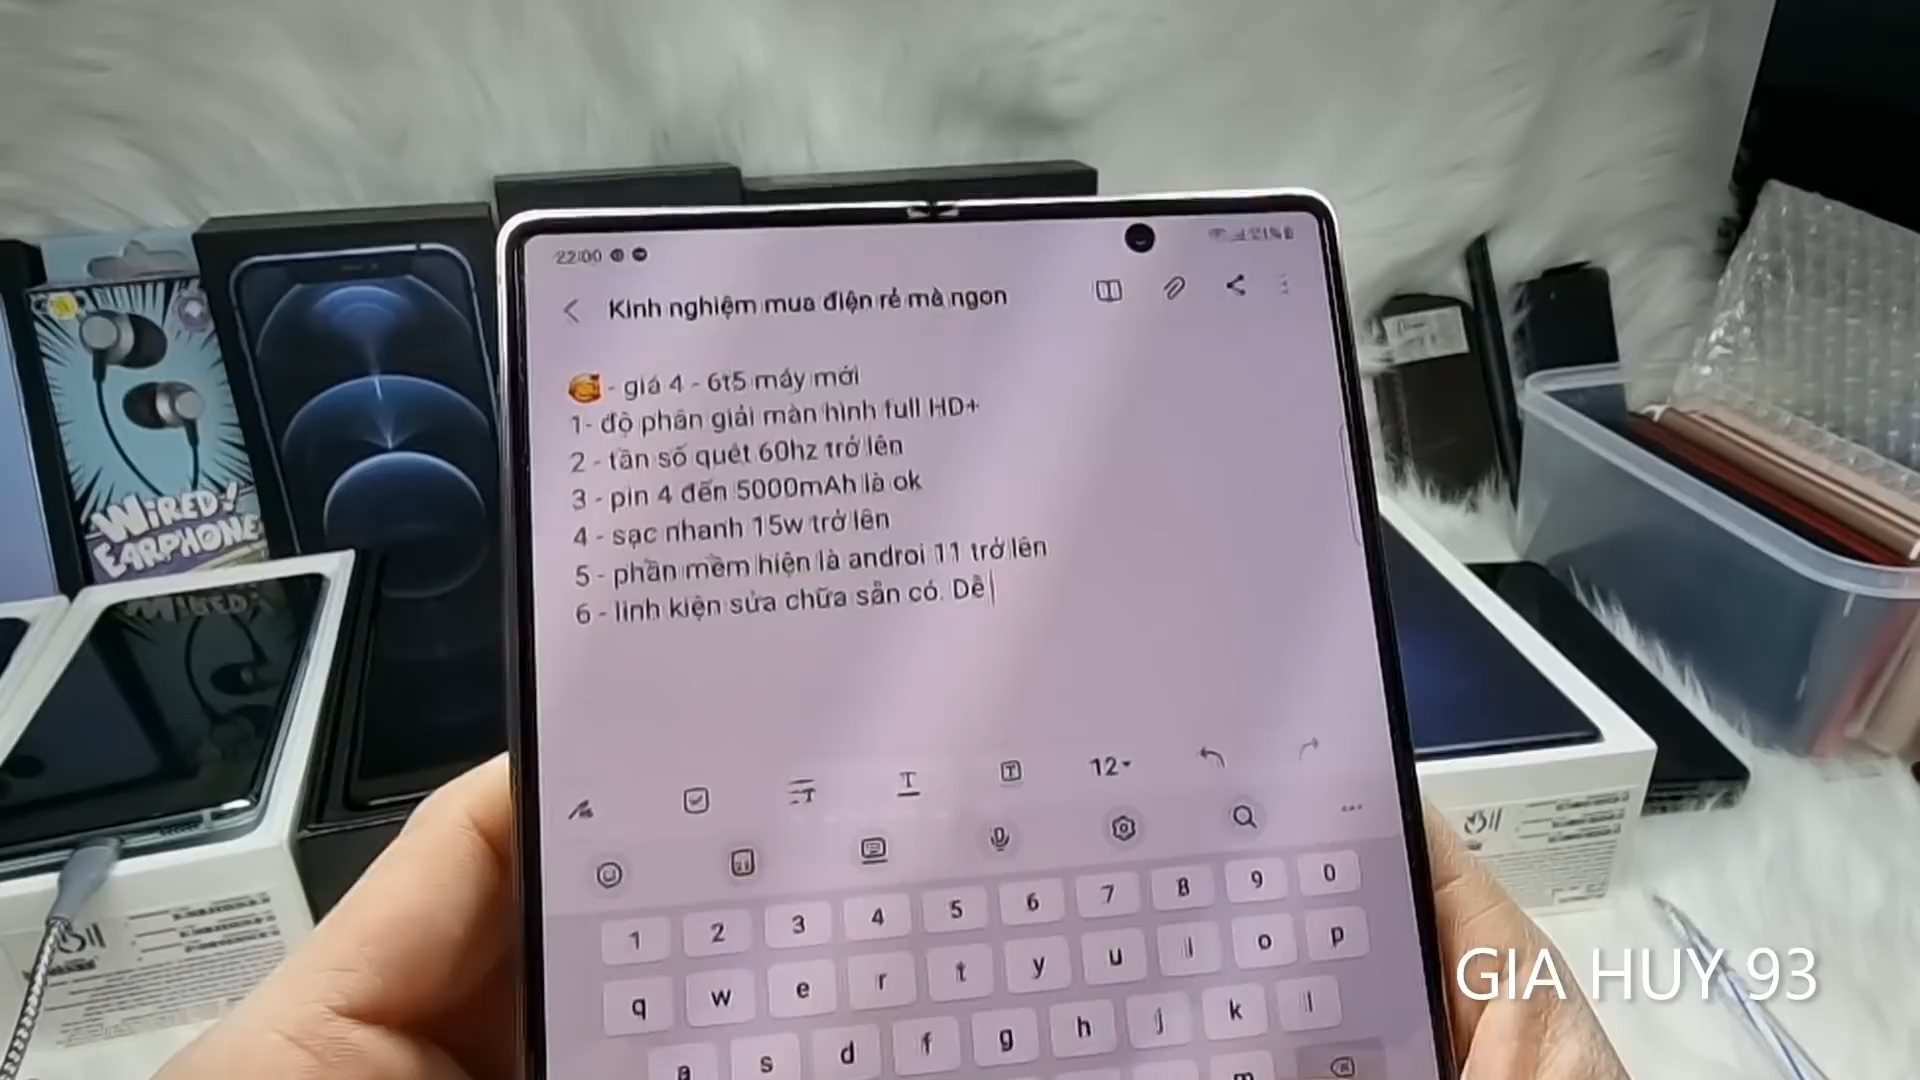 22:00
Kinh nghiệm mua điện rẻ mà ngon
- giá 4 - 6t5 máy mới
1- độ phân giải màn hình full HD+
2 - tần số quét 60hz trở lên
3 - pin 4 đến 5000mAh là ok
4 - sạc nhanh 15w trở lên
5 - phần mềm hiện là androi 11 trở lên
6 - linh kiện sửa chữa sẵn có. Dễ
12
1 2 3 4 5 6 7 8 9 0
q w e r t y u i o p
a s d f g h j k l
m
WIRED!
EARPHONE
GIA HUY 93